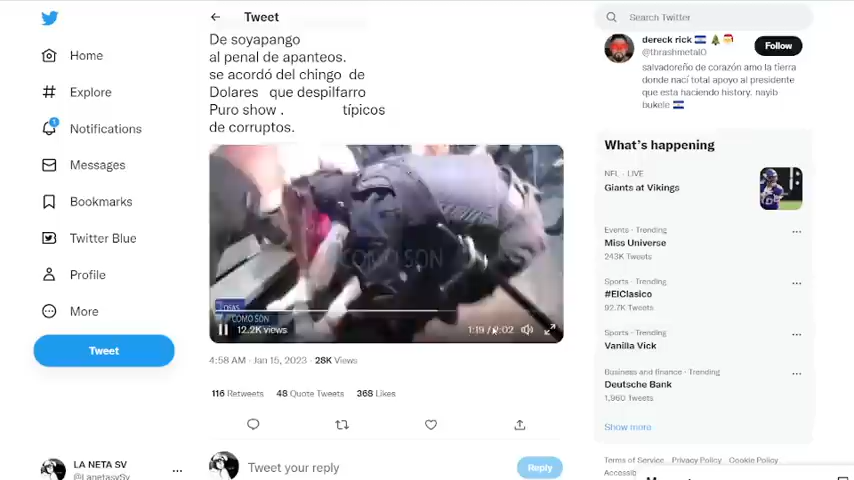 Tweet
Search Twitter
Home
Explore
1
Notifications
Messages
Bookmarks
Twitter Blue
Profile
More
Tweet
LA NETA SV
De soyapango
al penal de apanteos.
se acordó del chingo de
Dolares que despilfarro
Puro show . típicos
de corruptos.
COMO SON
COMO SON
12.2K views
4:58 AM · Jan 15, 2023 · 28K Views
116 Retweets 48 Quote Tweets 368 Likes
Tweet your reply
Reply
dereck rick
@thrashmetal0
Follow
salvadoreño de corazón amo la tierra
donde nací total apoyo al presidente
que esta haciendo history. nayib
bukele
What's happening
NFL · LIVE
Giants at Vikings
Events · Trending
Miss Universe
243K Tweets
Sports · Trending
#ElClasico
92.7K Tweets
Sports · Trending
Vanilla Vick
Business and finance · Trending
Deutsche Bank
1,960 Tweets
Show more
Terms of Service Privacy Policy Cookie Policy